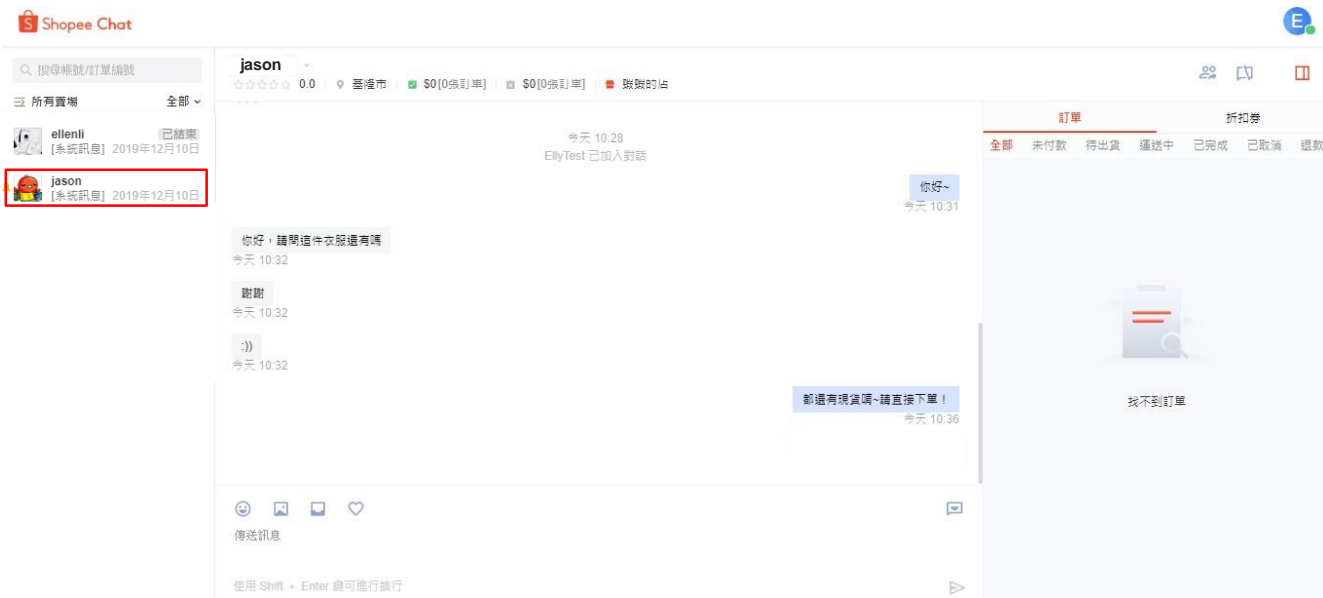 Shopee Chat
E
搜尋帳號/訂單編號
所有賣場 全部
ellenli 已結束
[系統訊息] 2019年12月10日
jason
[系統訊息] 2019年12月10日
jason
0.0 基隆市 $0[0張訂單] $0[0張訂單]
今天 10:28
EllyTest 已加入對話
你好~
今天 10:31
你好，請問這件衣服還有嗎
今天 10:32
謝謝
今天 10:32
:))
今天 10:32
都還有現貨唷~請直接下單！
今天 10:36
傳送訊息
使用 Shift + Enter 鍵可進行換行
訂單 折扣券
全部 未付款 待出貨 運送中 已完成 已取消 退款
找不到訂單